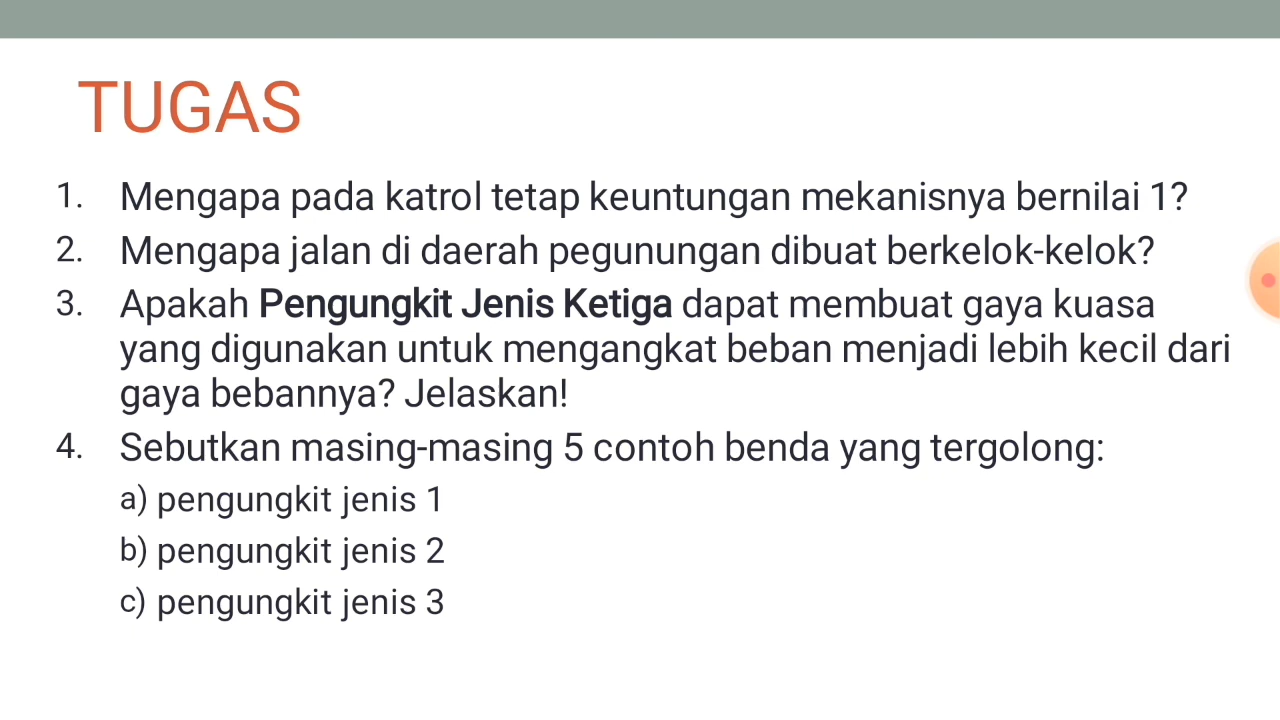 TUGAS
1. Mengapa pada katrol tetap keuntungan mekanisnya bernilai 1?
2. Mengapa jalan di daerah pegunungan dibuat berkelok-kelok?
3. Apakah Pengungkit Jenis Ketiga dapat membuat gaya kuasa
yang digunakan untuk mengangkat beban menjadi lebih kecil dari
gaya bebannya? Jelaskan!
4. Sebutkan masing-masing 5 contoh benda yang tergolong:
a) pengungkit jenis 1
b) pengungkit jenis 2
c) pengungkit jenis 3